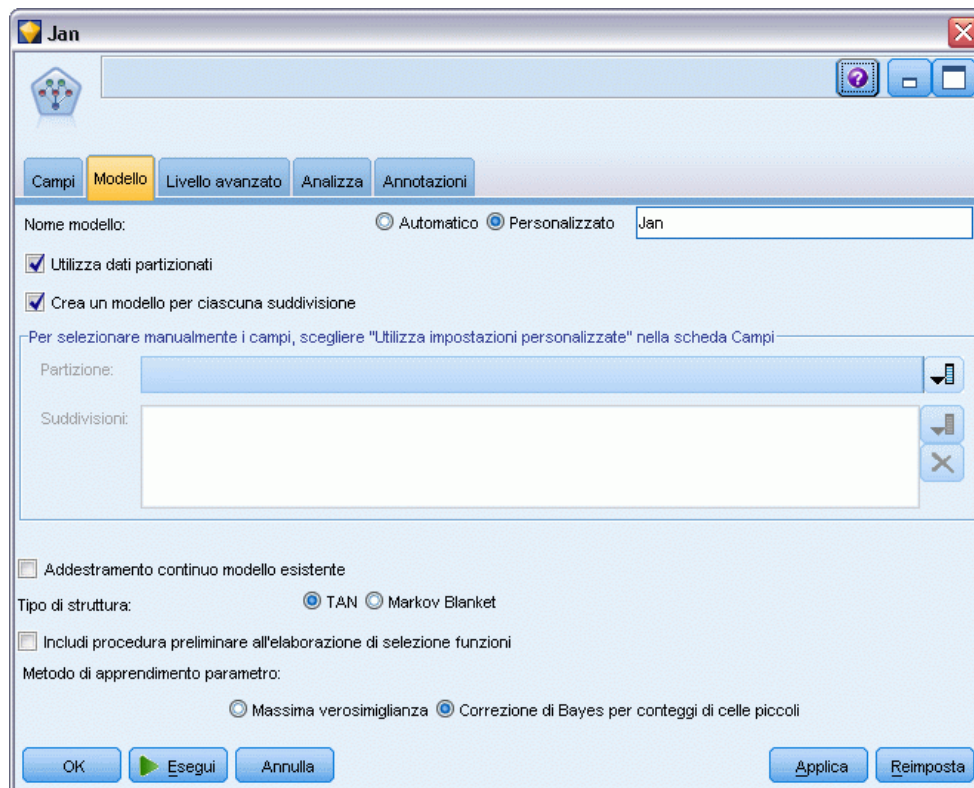 Jan
Campi Modello Livello avanzato Analizza Annotazioni
Nome modello: Automatico Personalizzato Jan
Utilizza dati partizionati
Crea un modello per ciascuna suddivisione
Per selezionare manualmente i campi, scegliere "Utilizza impostazioni personalizzate" nella scheda Campi
Partizione:
Suddivisioni:
Addestramento continuo modello esistente
Tipo di struttura: TAN Markov Blanket
Includi procedura preliminare all'elaborazione di selezione funzioni
Metodo di apprendimento parametro:
Massima verosimiglianza Correzione di Bayes per conteggi di celle piccoli
OK Esegui Annulla Applica Reimposta